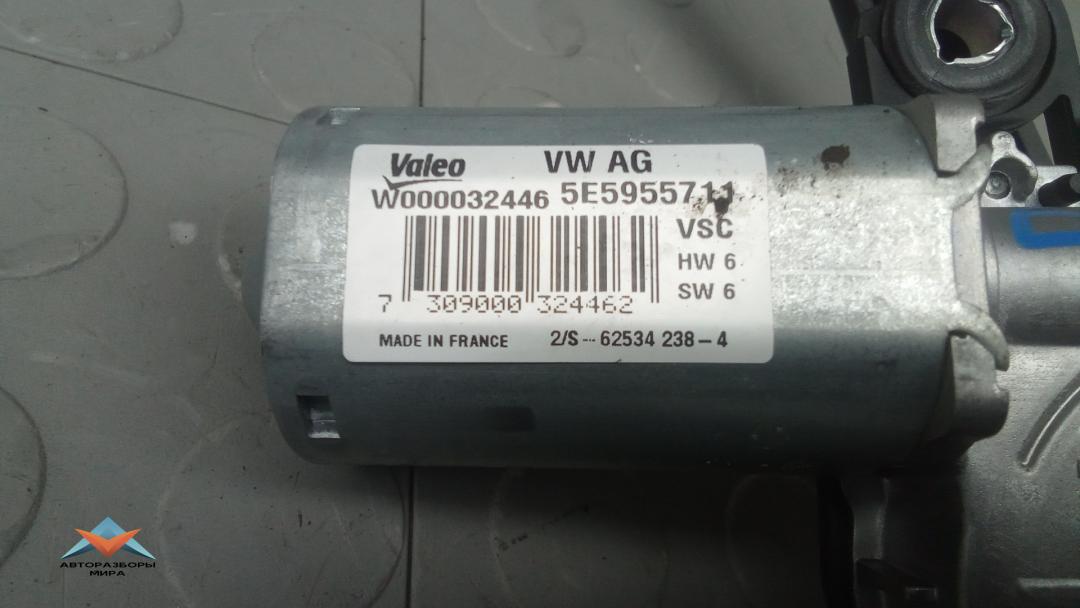 Valeo VW AG
W000032446 5E5955711
VSC
HW 6
SW 6
7 309000 324462
MADE IN FRANCE 2/S--62534 238-4
АВТОРАЗБОРЫ
МИРА